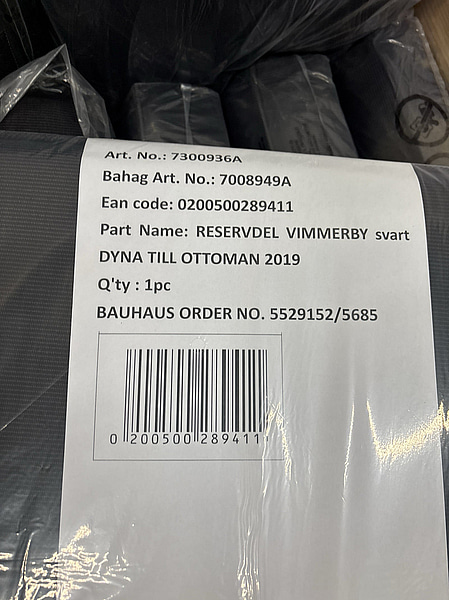 Art. No.: 7300936A
Bahag Art. No.: 7008949A
Ean code: 0200500289411
Part Name: RESERVDEL VIMMERBY svart
DYNA TILL OTTOMAN 2019
Q'ty : 1pc
BAUHAUS ORDER NO. 5529152/5685
0 200500 289411